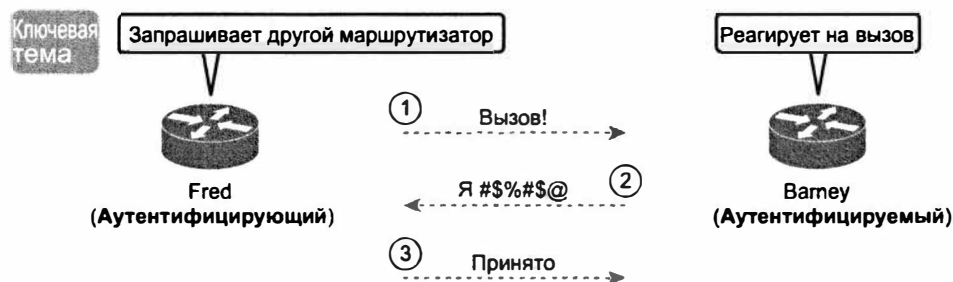 Ключевая
тема
Запрашивает другой маршрутизатор
Реагирует на вызов
1
Вызов!
Я #$%#$@
2
Fred
(Аутентифицирующий)
Barney
(Аутентифицируемый)
3
Принято